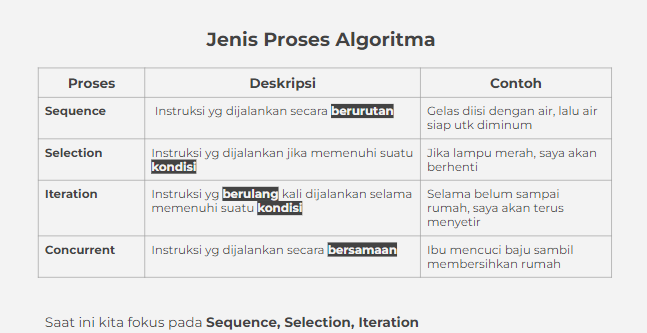 Jenis Proses Algoritma
Proses Deskripsi Contoh
Sequence Instruksi yg dijalankan secara berurutan Gelas diisi dengan air, lalu air
siap utk diminum
Selection Instruksi yg dijalankan jika memenuhi suatu Jika lampu merah, saya akan
kondisi berhenti
Iteration Instruksi yg berulang kali dijalankan selama Selama belum sampai
memenuhi suatu kondisi rumah, saya akan terus
menyetir
Concurrent Instruksi yg dijalankan secara bersamaan Ibu mencuci baju sambil
membersihkan rumah
Saat ini kita fokus pada Sequence, Selection, Iteration